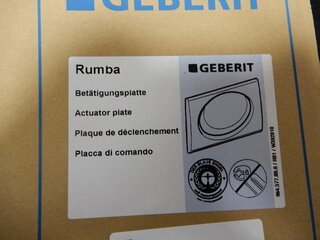 GEBERIT
Rumba
GEBERIT
Betätigungsplatte
Actuator plate
Plaque de déclenchement
Placca di comando